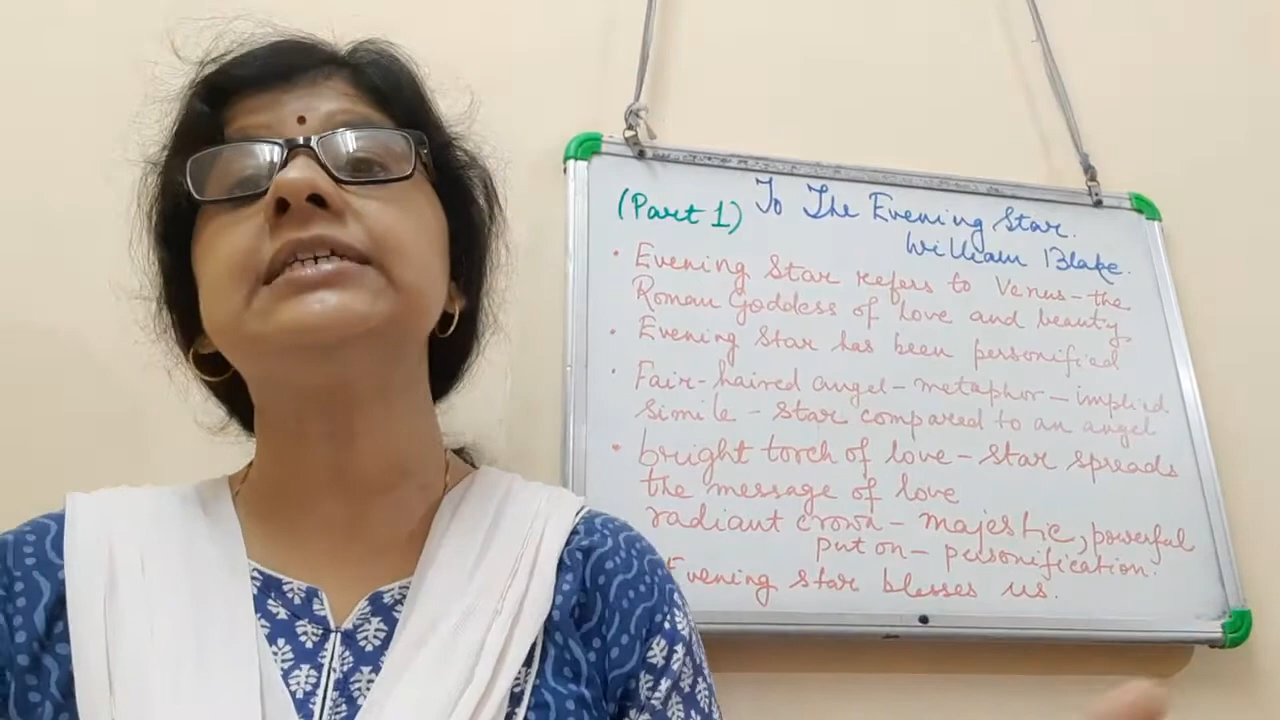 (Part 1) To The Evening Star.
William Blake.
• Evening Star refers to Venus - the
Roman Goddess of love and beauty
• Evening Star has been personified
• Fair-haired angel - metaphor - implied
simile - star compared to an angel
• bright torch of love - star spreads
the message of love
radiant crown - majestic, powerful
put on - personification.
Evening star blesses us.